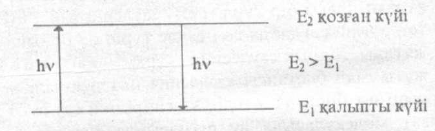 E₂ қозған күйі
hν hν E₂ > E₁
E₁ қалыпты күйі